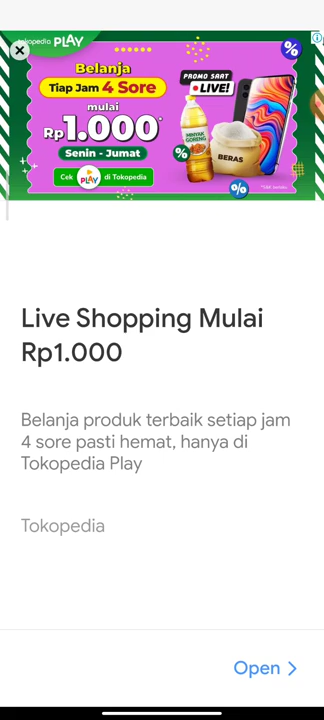 tokopedia PLAY
Belanja
Tiap Jam 4 Sore
mulai
Rp1.000*
Senin - Jumat
Cek PLAY di Tokopedia
PROMO SAAT
LIVE!
MINYAK
GORENG
BERAS
%
%
%
Live Shopping Mulai
Rp1.000
Belanja produk terbaik setiap jam
4 sore pasti hemat, hanya di
Tokopedia Play
Tokopedia
Open